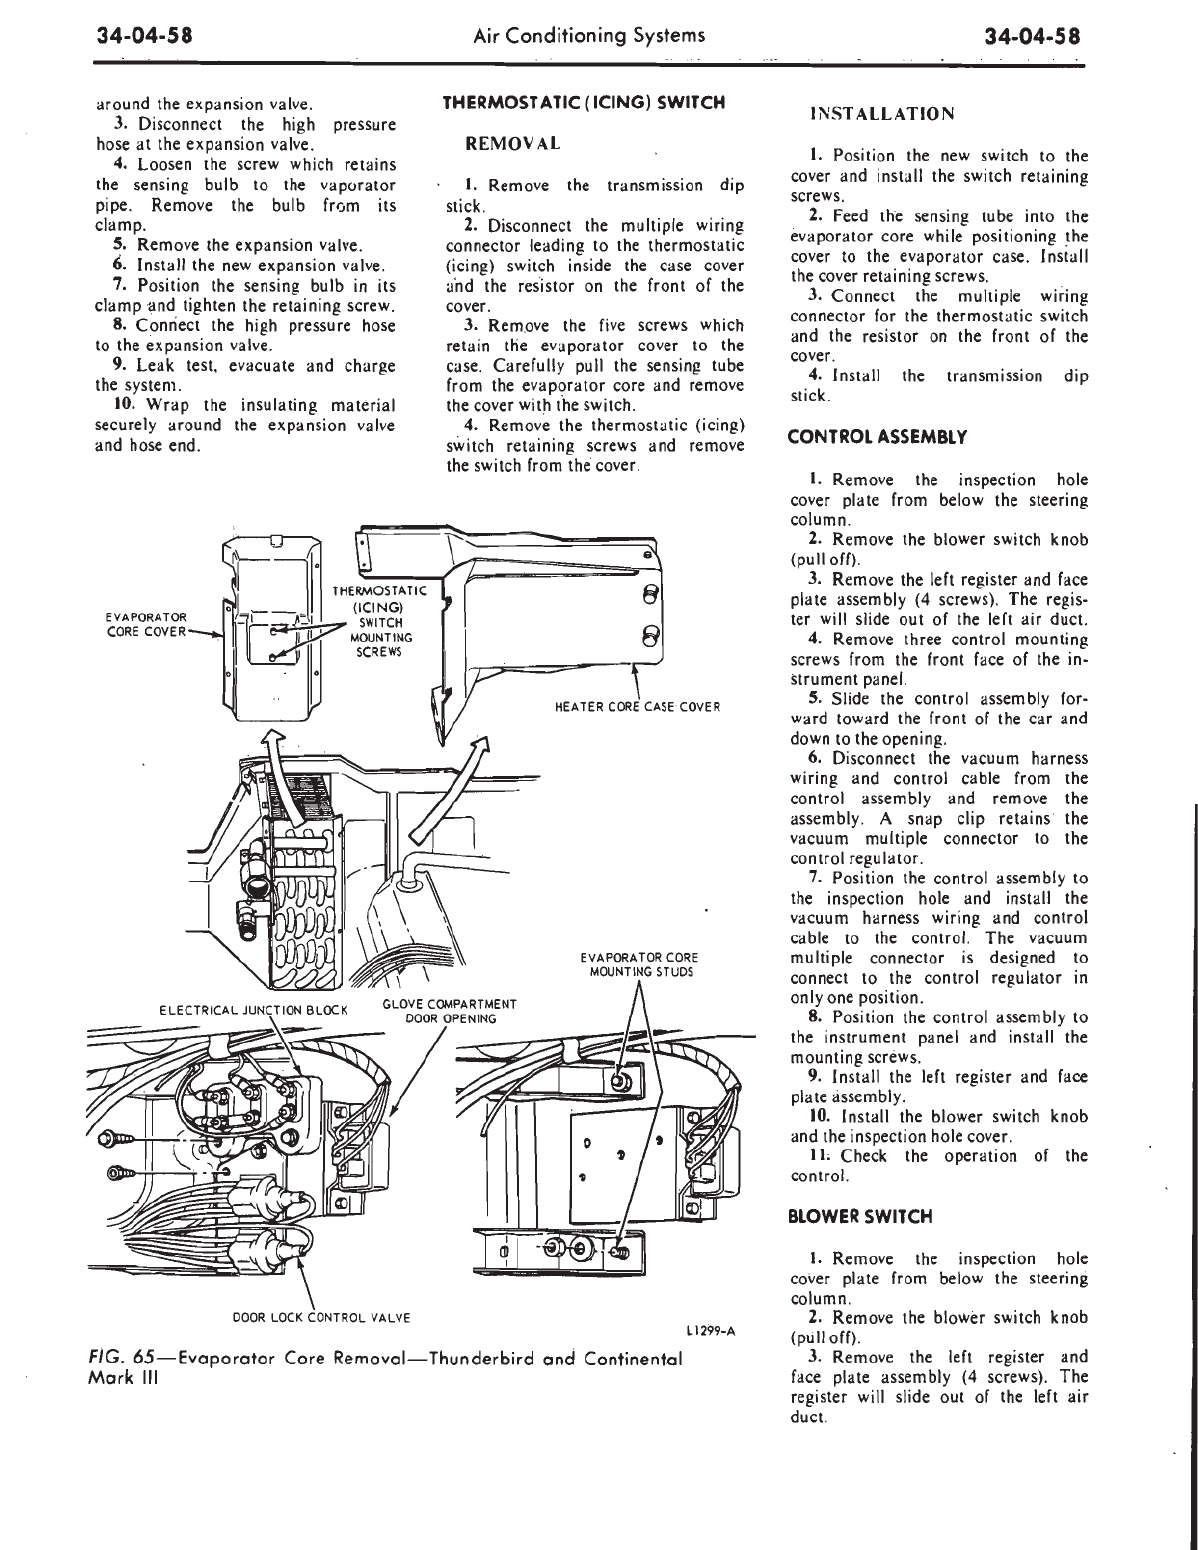 34-04-58
Air Conditioning Systems
34-04-58
around the expansion valve.
3. Disconnect the high pressure
hose at the expansion valve.
4. Loosen the screw which retains
the sensing bulb to the vaporator
pipe. Remove the bulb from its
clamp.
5. Remove the expansion valve.
6. Install the new expansion valve.
7. Position the sensing bulb in its
clamp and tighten the retaining screw.
8. Connect the high pressure hose
to the expansion valve.
9. Leak test, evacuate and charge
the system.
10. Wrap the insulating material
securely around the expansion valve
and hose end.
THERMOSTATIC (ICING) SWITCH
REMOVAL
1. Remove the transmission dip
stick.
2. Disconnect the multiple wiring
connector leading to the thermostatic
(icing) switch inside the case cover
and the resistor on the front of the
cover.
3. Remove the five screws which
retain the evaporator cover to the
case. Carefully pull the sensing tube
from the evaporator core and remove
the cover with the switch.
4. Remove the thermostatic (icing)
switch retaining screws and remove
the switch from the cover.
EVAPORATOR
CORE COVER
THERMOSTATIC
(ICING)
SWITCH
MOUNTING
SCREWS
HEATER CORE CASE COVER
EVAPORATOR CORE
MOUNTING STUDS
ELECTRICAL JUNCTION BLOCK
GLOVE COMPARTMENT
DOOR OPENING
DOOR LOCK CONTROL VALVE
L1299-A
FIG. 65—Evaporator Core Removal—Thunderbird and Continental
Mark III
INSTALLATION
1. Position the new switch to the
cover and install the switch retaining
screws.
2. Feed the sensing tube into the
evaporator core while positioning the
cover to the evaporator case. Install
the cover retaining screws.
3. Connect the multiple wiring
connector for the thermostatic switch
and the resistor on the front of the
cover.
4. Install the transmission dip
stick.
CONTROL ASSEMBLY
1. Remove the inspection hole
cover plate from below the steering
column.
2. Remove the blower switch knob
(pull off).
3. Remove the left register and face
plate assembly (4 screws). The regis-
ter will slide out of the left air duct.
4. Remove three control mounting
screws from the front face of the in-
strument panel.
5. Slide the control assembly for-
ward toward the front of the car and
down to the opening.
6. Disconnect the vacuum harness
wiring and control cable from the
control assembly and remove the
assembly. A snap clip retains the
vacuum multiple connector to the
control regulator.
7. Position the control assembly to
the inspection hole and install the
vacuum harness wiring and control
cable to the control. The vacuum
multiple connector is designed to
connect to the control regulator in
only one position.
8. Position the control assembly to
the instrument panel and install the
mounting screws.
9. Install the left register and face
plate assembly.
10. Install the blower switch knob
and the inspection hole cover.
11. Check the operation of the
control.
BLOWER SWITCH
1. Remove the inspection hole
cover plate from below the steering
column.
2. Remove the blower switch knob
(pull off).
3. Remove the left register and
face plate assembly (4 screws). The
register will slide out of the left air
duct.